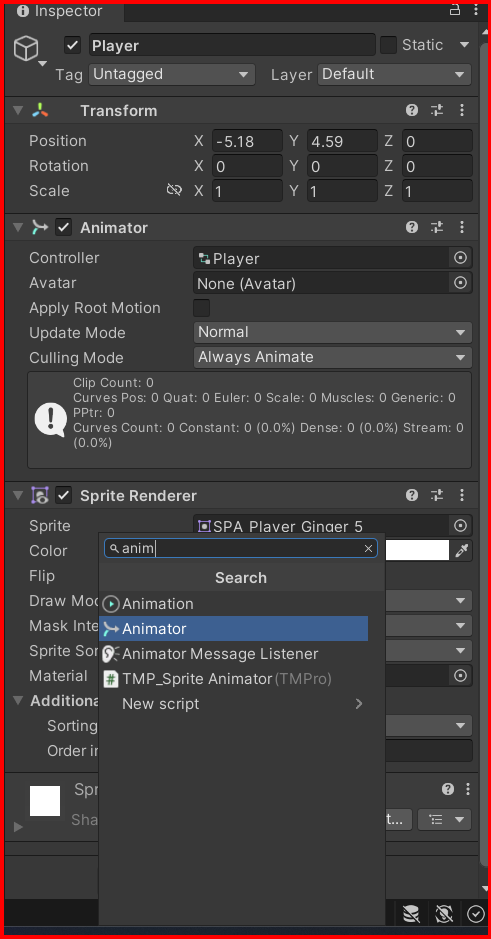 Inspector
Player
Static
Tag Untagged Layer Default
Transform
Position X -5.18 Y 4.59 Z 0
Rotation X 0 Y 0 Z 0
Scale X 1 Y 1 Z 1
Animator
Controller Player
Avatar None (Avatar)
Apply Root Motion
Update Mode Normal
Culling Mode Always Animate
Clip Count: 0
Curves Pos: 0 Quat: 0 Euler: 0 Scale: 0 Muscles: 0 Generic: 0
PPtr: 0
Curves Count: 0 Constant: 0 (0.0%) Dense: 0 (0.0%) Stream: 0
(0.0%)
Sprite Renderer
Sprite SPA Player Ginger 5
Color
Flip
Draw Mo
Mask Inte
Sprite Sor
Material
Additiona
Sorting
Order in
Spr
Sha
t...
anim
Search
Animation
Animator
Animator Message Listener
TMP_Sprite Animator (TMPro)
New script